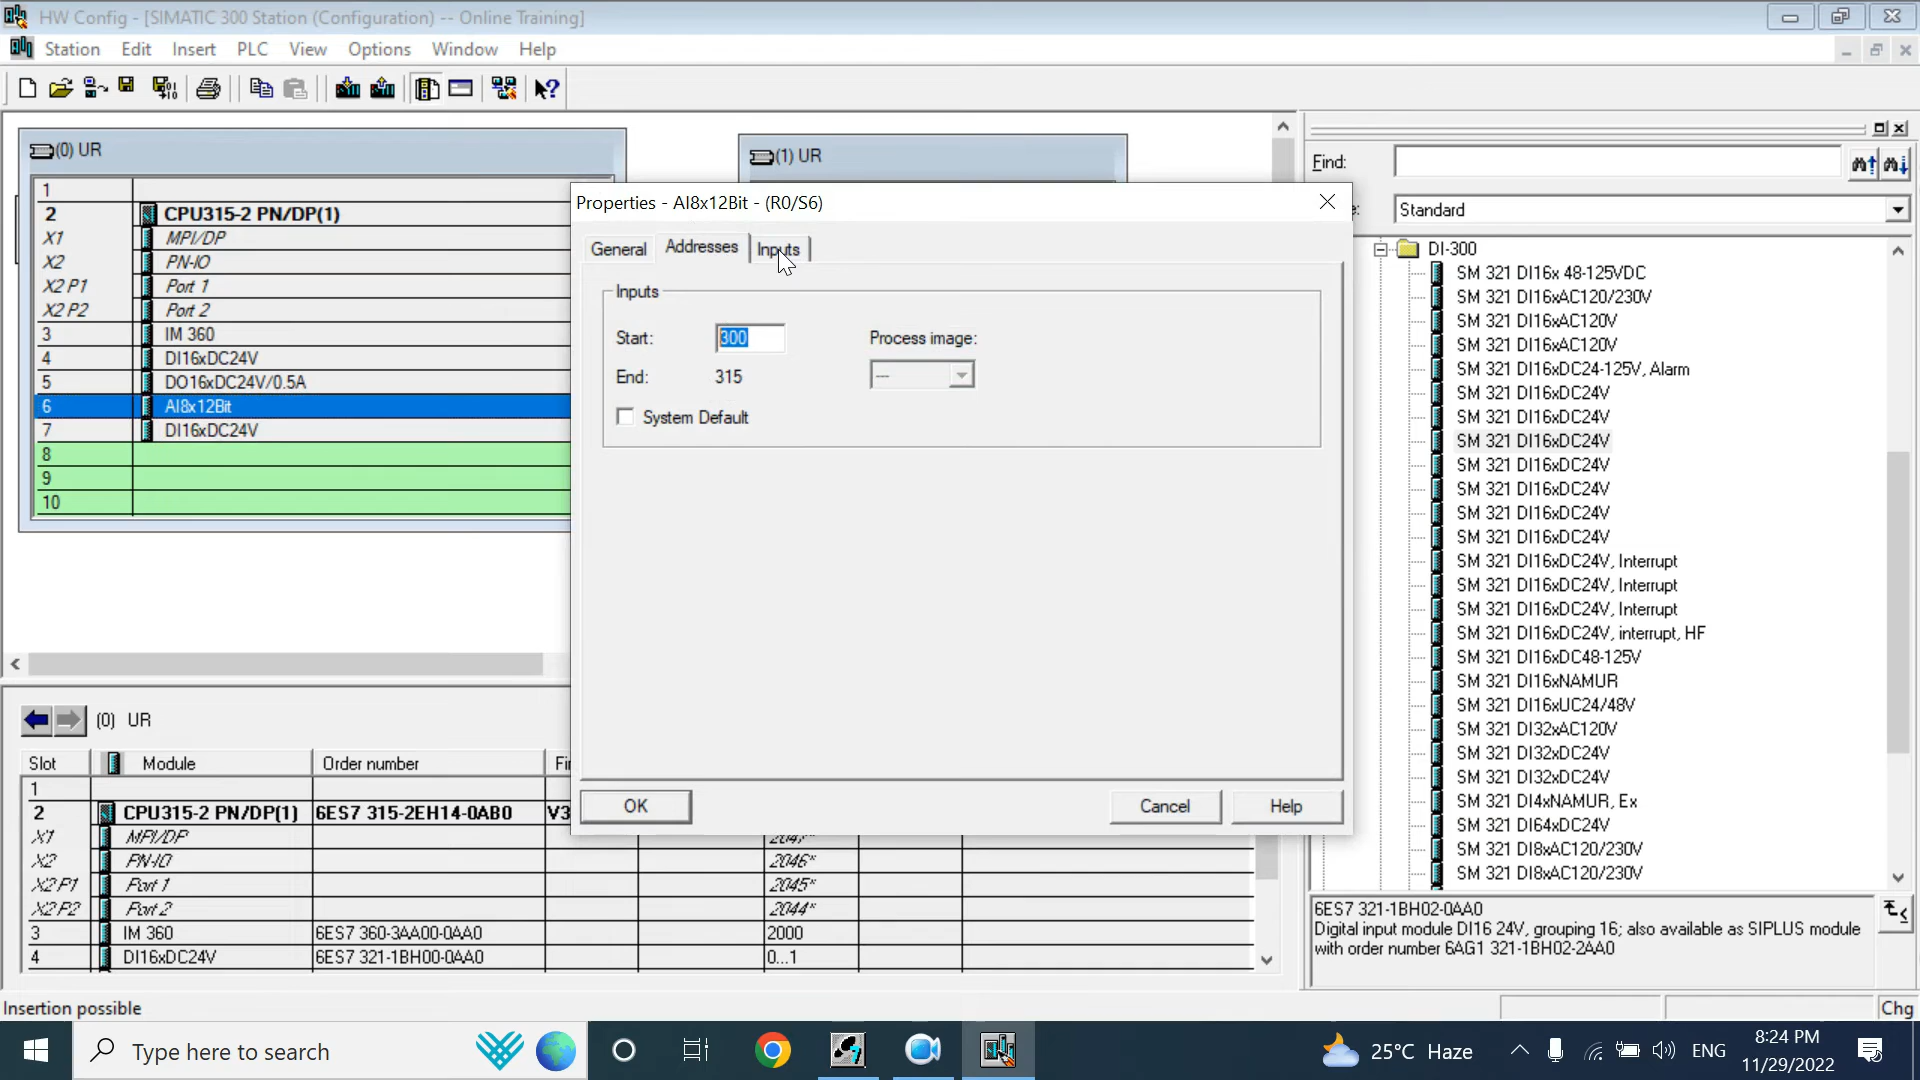 HW Config - [SIMATIC 300 Station (Configuration) -- Online Training]
Station Edit Insert PLC View Options Window Help
(0) UR
1
2 CPU315-2 PN/DP(1)
X1 MPI/DP
X2 PN-IO
X2 P1 Port 1
X2 P2 Port 2
3 IM 360
4 DI16xDC24V
5 DO16xDC24V/0.5A
6 AI8x12Bit
7 DI16xDC24V
8
9
10
(1) UR
Properties - AI8x12Bit - (R0/S6)
General Addresses Inputs
Inputs
Start: 300 Process image:
End: 315 ---
System Default
OK Cancel Help
Find:
Standard
DI-300
SM 321 DI16x 48-125VDC
SM 321 DI16xAC120/230V
SM 321 DI16xAC120V
SM 321 DI16xAC120V
SM 321 DI16xDC24-125V, Alarm
SM 321 DI16xDC24V
SM 321 DI16xDC24V
SM 321 DI16xDC24V
SM 321 DI16xDC24V
SM 321 DI16xDC24V
SM 321 DI16xDC24V
SM 321 DI16xDC24V
SM 321 DI16xDC24V, Interrupt
SM 321 DI16xDC24V, Interrupt
SM 321 DI16xDC24V, Interrupt
SM 321 DI16xDC24V, interrupt, HF
SM 321 DI16xDC48-125V
SM 321 DI16xNAMUR
SM 321 DI16xUC24/48V
SM 321 DI32xAC120V
SM 321 DI32xDC24V
SM 321 DI32xDC24V
SM 321 DI4xNAMUR, Ex
SM 321 DI64xDC24V
SM 321 DI8xAC120/230V
SM 321 DI8xAC120/230V
6ES7 321-1BH02-0AA0
Digital input module DI16 24V, grouping 16; also available as SIPLUS module
with order number 6AG1 321-1BH02-2AA0
(0) UR
Slot Module Order number
1
2 CPU315-2 PN/DP(1) 6ES7 315-2EH14-0AB0 V3
X1 MPI/DP 2047*
X2 PN-IO 2046*
X2 P1 Port 1 2045*
X2 P2 Port 2 2044*
3 IM 360 6ES7 360-3AA00-0AA0 2000
4 DI16xDC24V 6ES7 321-1BH00-0AA0 0...1
Insertion possible
Chg
Type here to search
25°C Haze
ENG
8:24 PM
11/29/2022